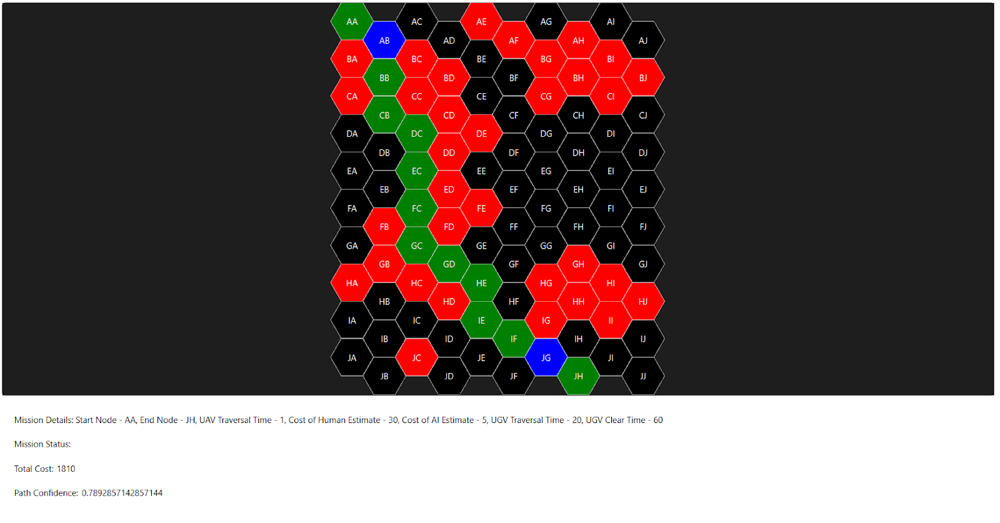 AA AC AE AG AI
AB AD AF AH AJ
BA BC BE BG BI
BB BD BF BH BJ
CA CC CE CG CI
CB CD CF CH CJ
DA DC DE DG DI
DB DD DF DH DJ
EA EC EE EG EI
EB ED EF EH EJ
FA FC FE FG FI
FB FD FF FH FJ
GA GC GE GG GI
GB GD GF GH GJ
HA HC HE HG HI
HB HD HF HH HJ
IA IC IE IG II
IB ID IF IH IJ
JA JC JE JG JI
JB JD JF JH JJ
Mission Details: Start Node - AA, End Node - JH, UAV Traversal Time - 1, Cost of Human Estimate - 30, Cost of AI Estimate - 5, UGV Traversal Time - 20, UGV Clear Time - 60
Mission Status:
Total Cost: 1810
Path Confidence: 0.7892857142857144